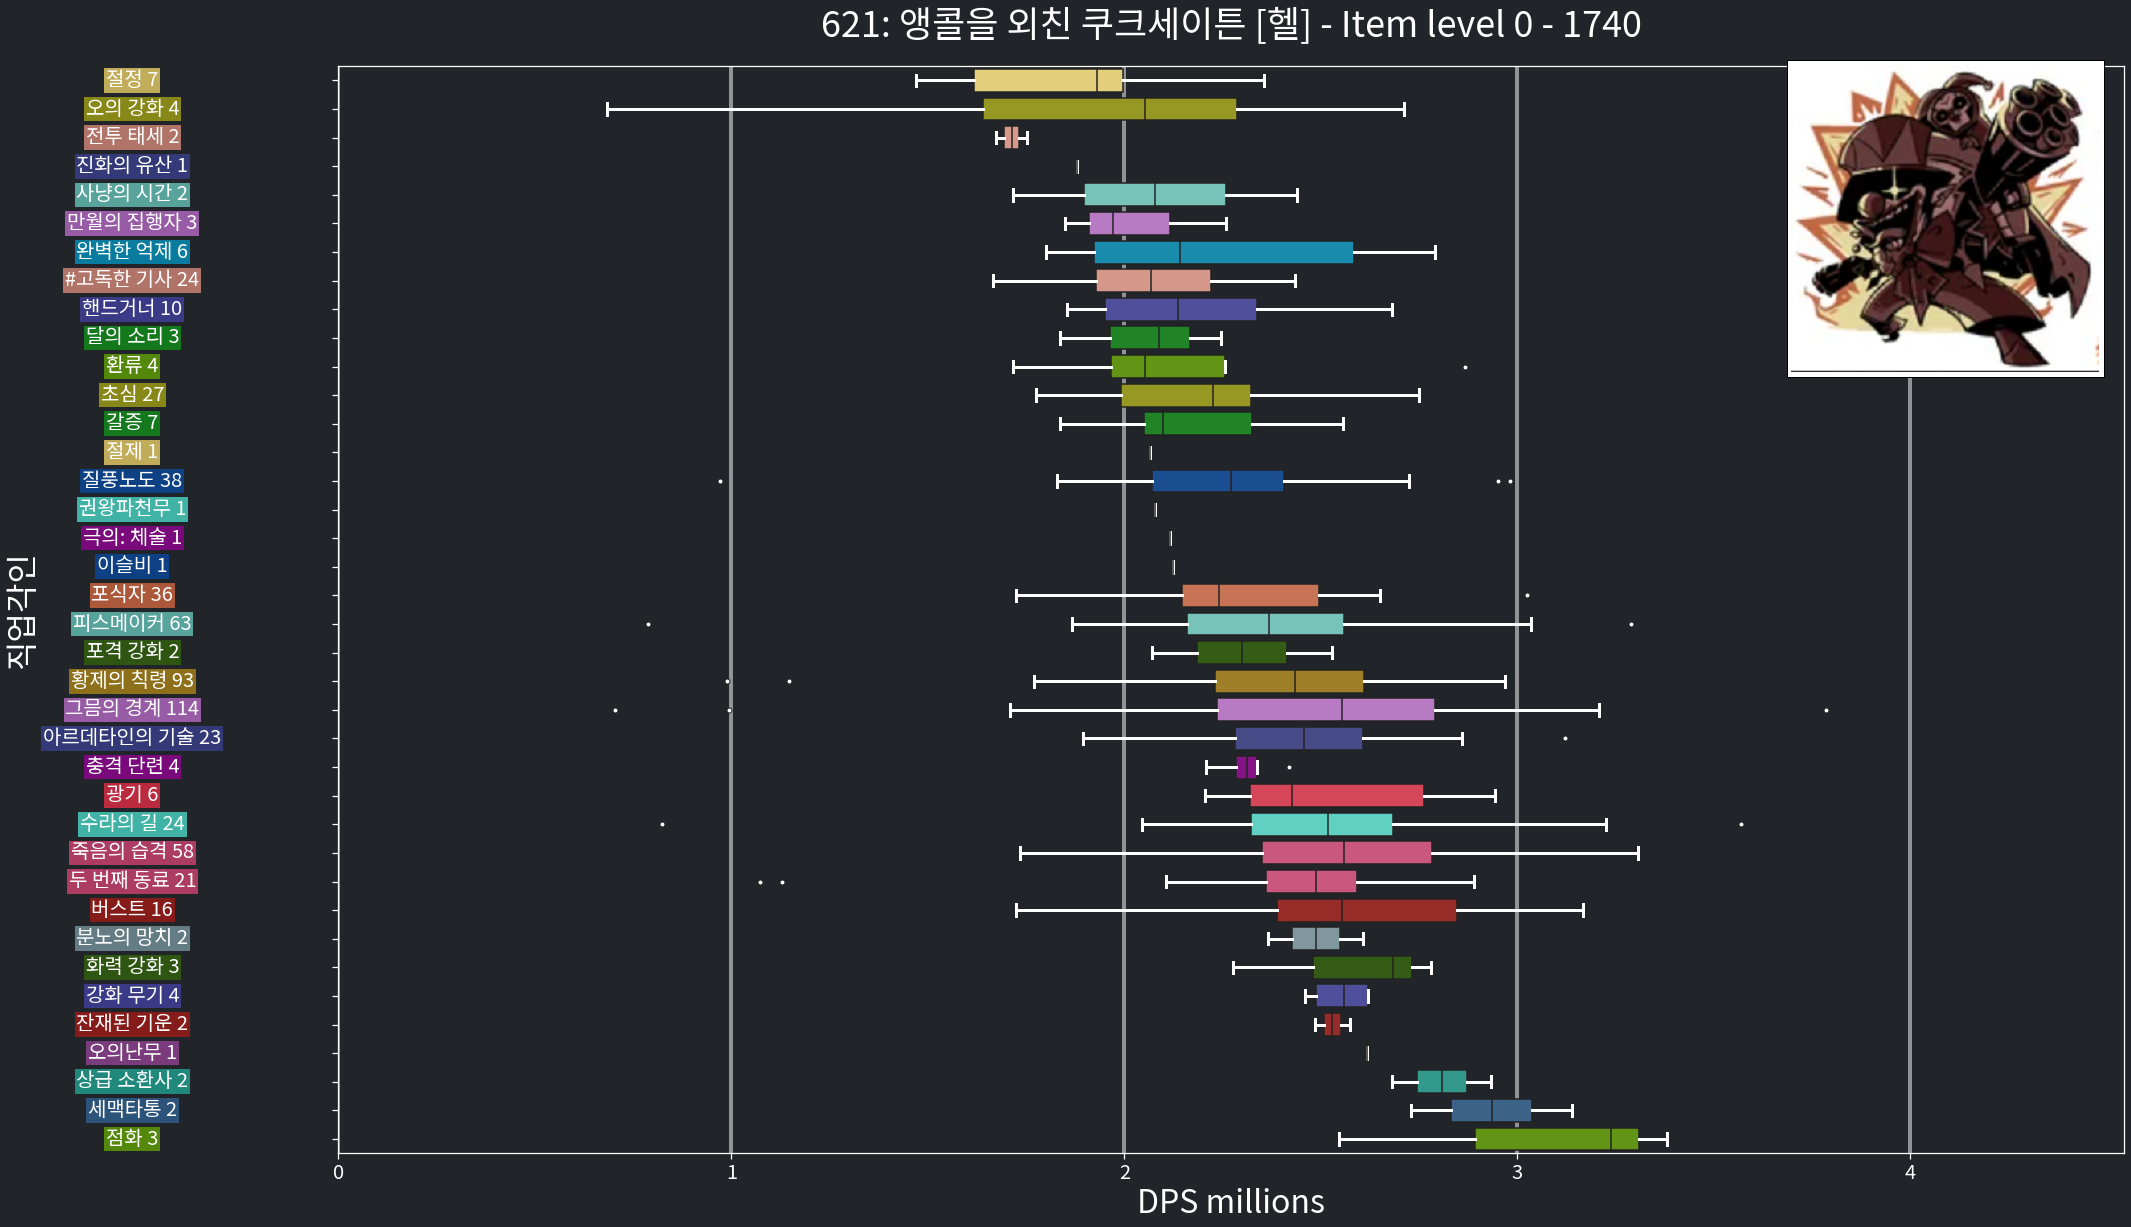 621: 앵콜을 외친 쿠크세이튼 [헬] - Item level 0 - 1740
절정 7
오의 강화 4
전투 태세 2
진화의 유산 1
사냥의 시간 2
만월의 집행자 3
완벽한 억제 6
#고독한 기사 24
핸드거너 10
달의 소리 3
환류 4
초심 27
갈증 7
절제 1
질풍노도 38
권왕파천무 1
극의: 체술 1
이슬비 1
포식자 36
피스메이커 63
포격 강화 2
황제의 칙령 93
그믐의 경계 114
아르데타인의 기술 23
충격 단련 4
광기 6
수라의 길 24
죽음의 습격 58
두 번째 동료 21
버스트 16
분노의 망치 2
화력 강화 3
강화 무기 4
잔재된 기운 2
오의난무 1
상급 소환사 2
세맥타통 2
점화 3
직업각인
0 1 2 3 4
DPS millions